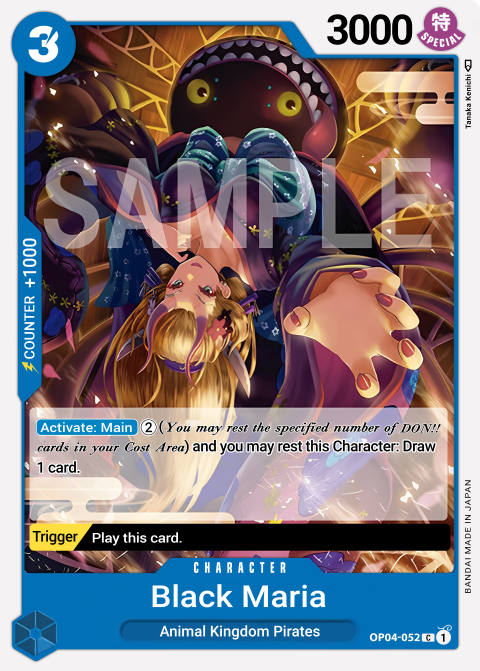 3
3000
特
SPECIAL
Tanaka Kenichi
SAMPLE
COUNTER +1000
Activate: Main ② (You may rest the specified number of DON!!
cards in your Cost Area) and you may rest this Character: Draw
1 card.
Trigger Play this card.
BANDAI MADE IN JAPAN
CHARACTER
Black Maria
Animal Kingdom Pirates
OP04-052 C 1